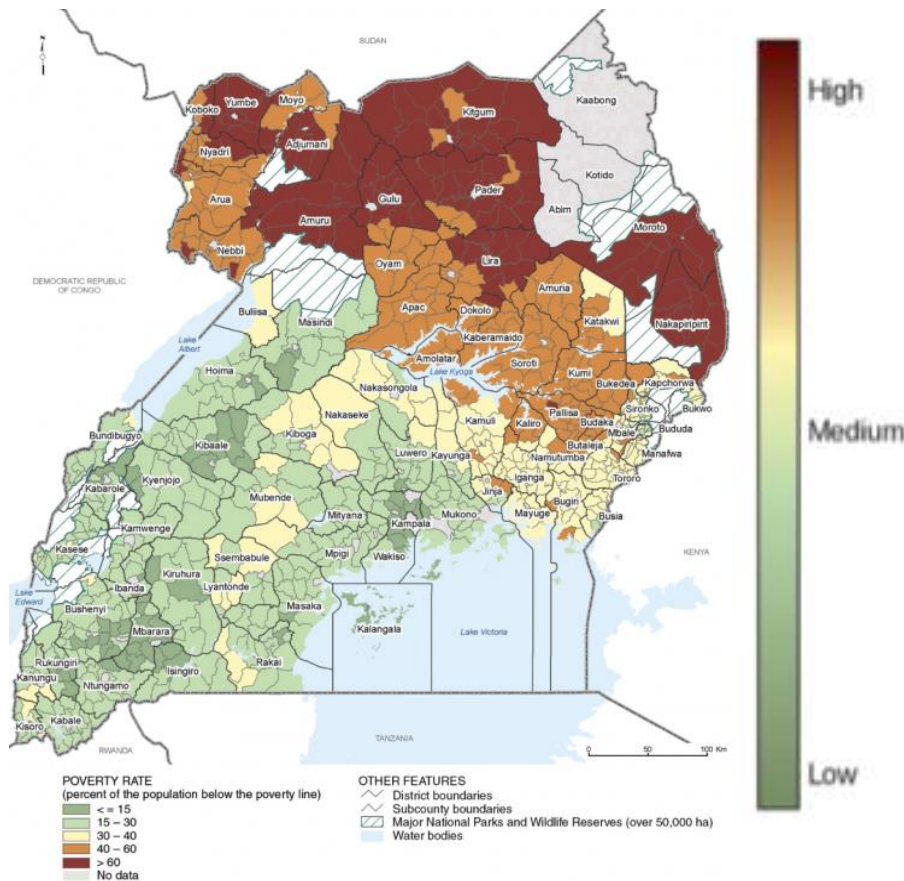 N
SUDAN
High
Kaabong
Yumbe
Moyo
Koboko
Kitgum
Adjumani
Nyadri
Kotido
Pader
Arua
Gulu
Abim
Amuru
Moroto
Nebbi
Lira
Oyam
DEMOCRATIC REPUBLIC
OF CONGO
Amuria
Buliisa
Apac
Dokolo
Katakwi
Nakapiripirit
Masindi
Kaberamaido
Lake
Albert
Amolatar
Lake Kyoga
Soroti
Hoima
Kumi
Nakasongola
Bukedea
Kapchorwa
Kamuli
Pallisa
Sironko
Bukwo
Nakaseke
Kaliro
Budaka
Bundibugyo
Kiboga
Mbale
Bududa
Medium
Kibaale
Butaleja
Manafwa
Luwero
Kayunga
Namutumba
Kabarole
Kyenjojo
Iganga
Tororo
Mubende
Jinja
Mityana
Bugiri
Kamwenge
Kampala
Mukono
Mayuge
Busia
Kasese
Ssembabule
Mpigi
Wakiso
KENYA
Kiruhura
Lake
Edward
Ibanda
Lyantonde
Bushenyi
Masaka
Mbarara
Kalangala
Lake Victoria
Rukungiri
Isingiro
Rakai
Kanungu
Ntungamo
Kisoro
Kabale
TANZANIA
RWANDA
0 50 100 Km
Low
POVERTY RATE
(percent of the population below the poverty line)
< = 15
15 – 30
30 – 40
40 – 60
> 60
No data
OTHER FEATURES
District boundaries
Subcounty boundaries
Major National Parks and Wildlife Reserves (over 50,000 ha)
Water bodies